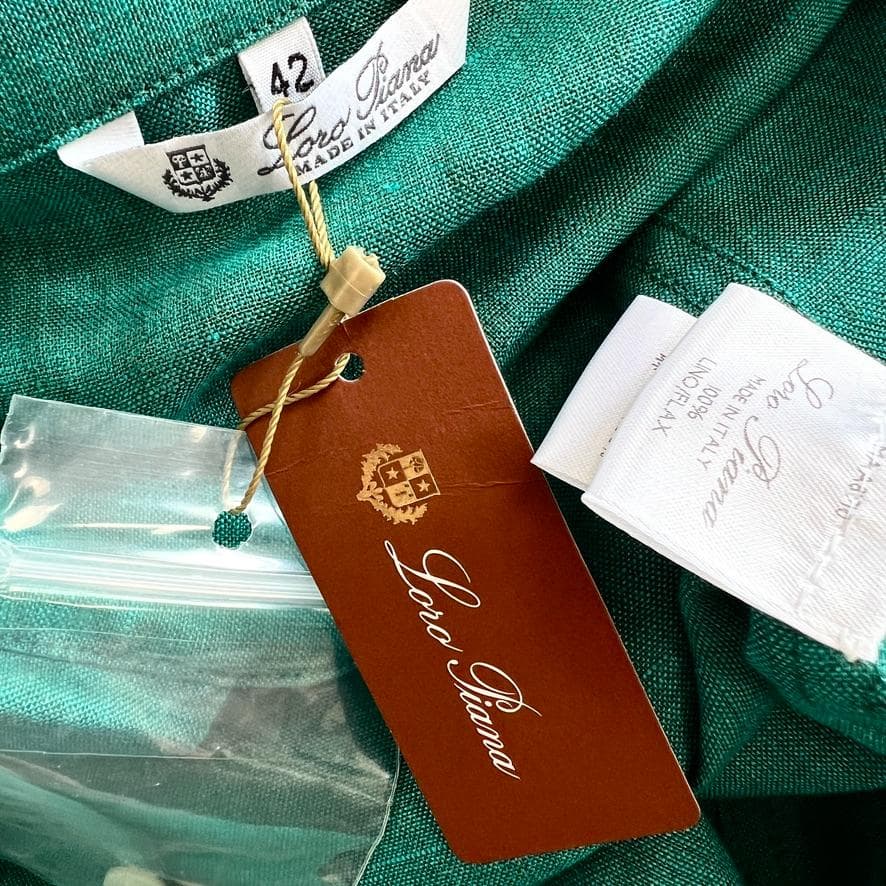 42
Loro Piana
MADE IN ITALY
Loro Piana
Loro Piana
MADE IN ITALY
100%
LINO/FLAX